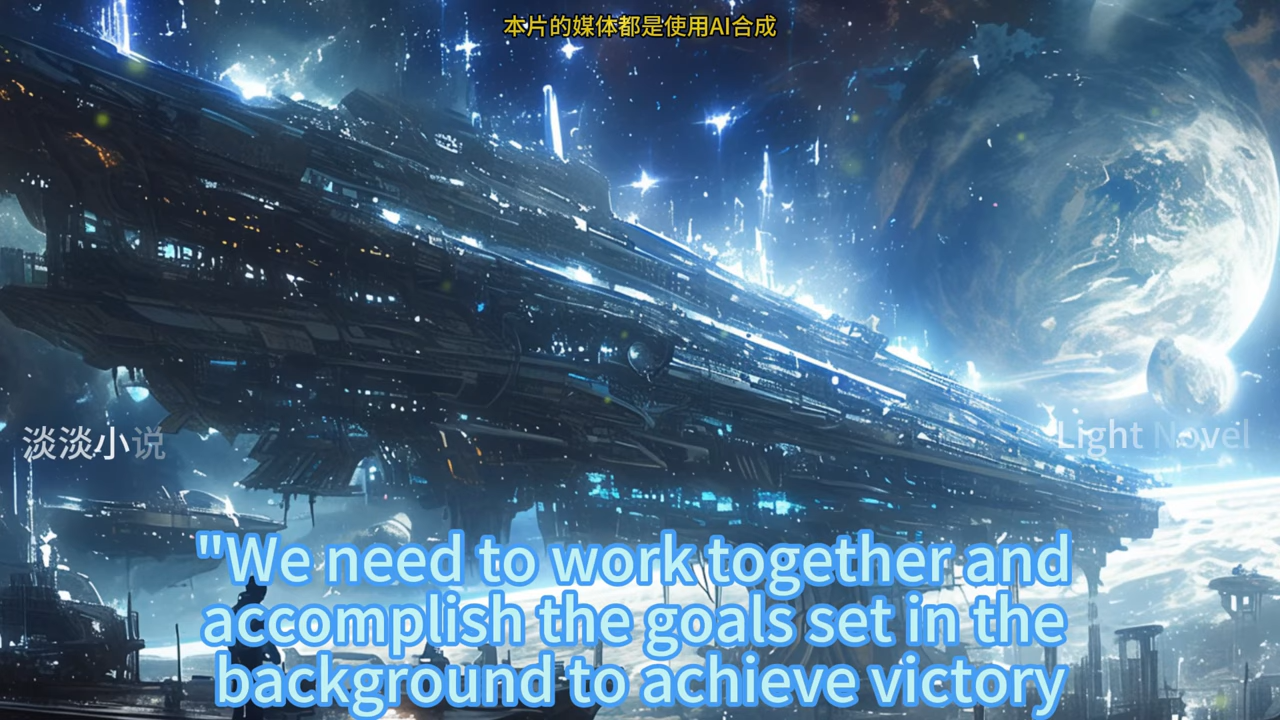 本片的媒体都是使用AI合成
淡淡小说
Light Novel
"We need to work together and
accomplish the goals set in the
background to achieve victory